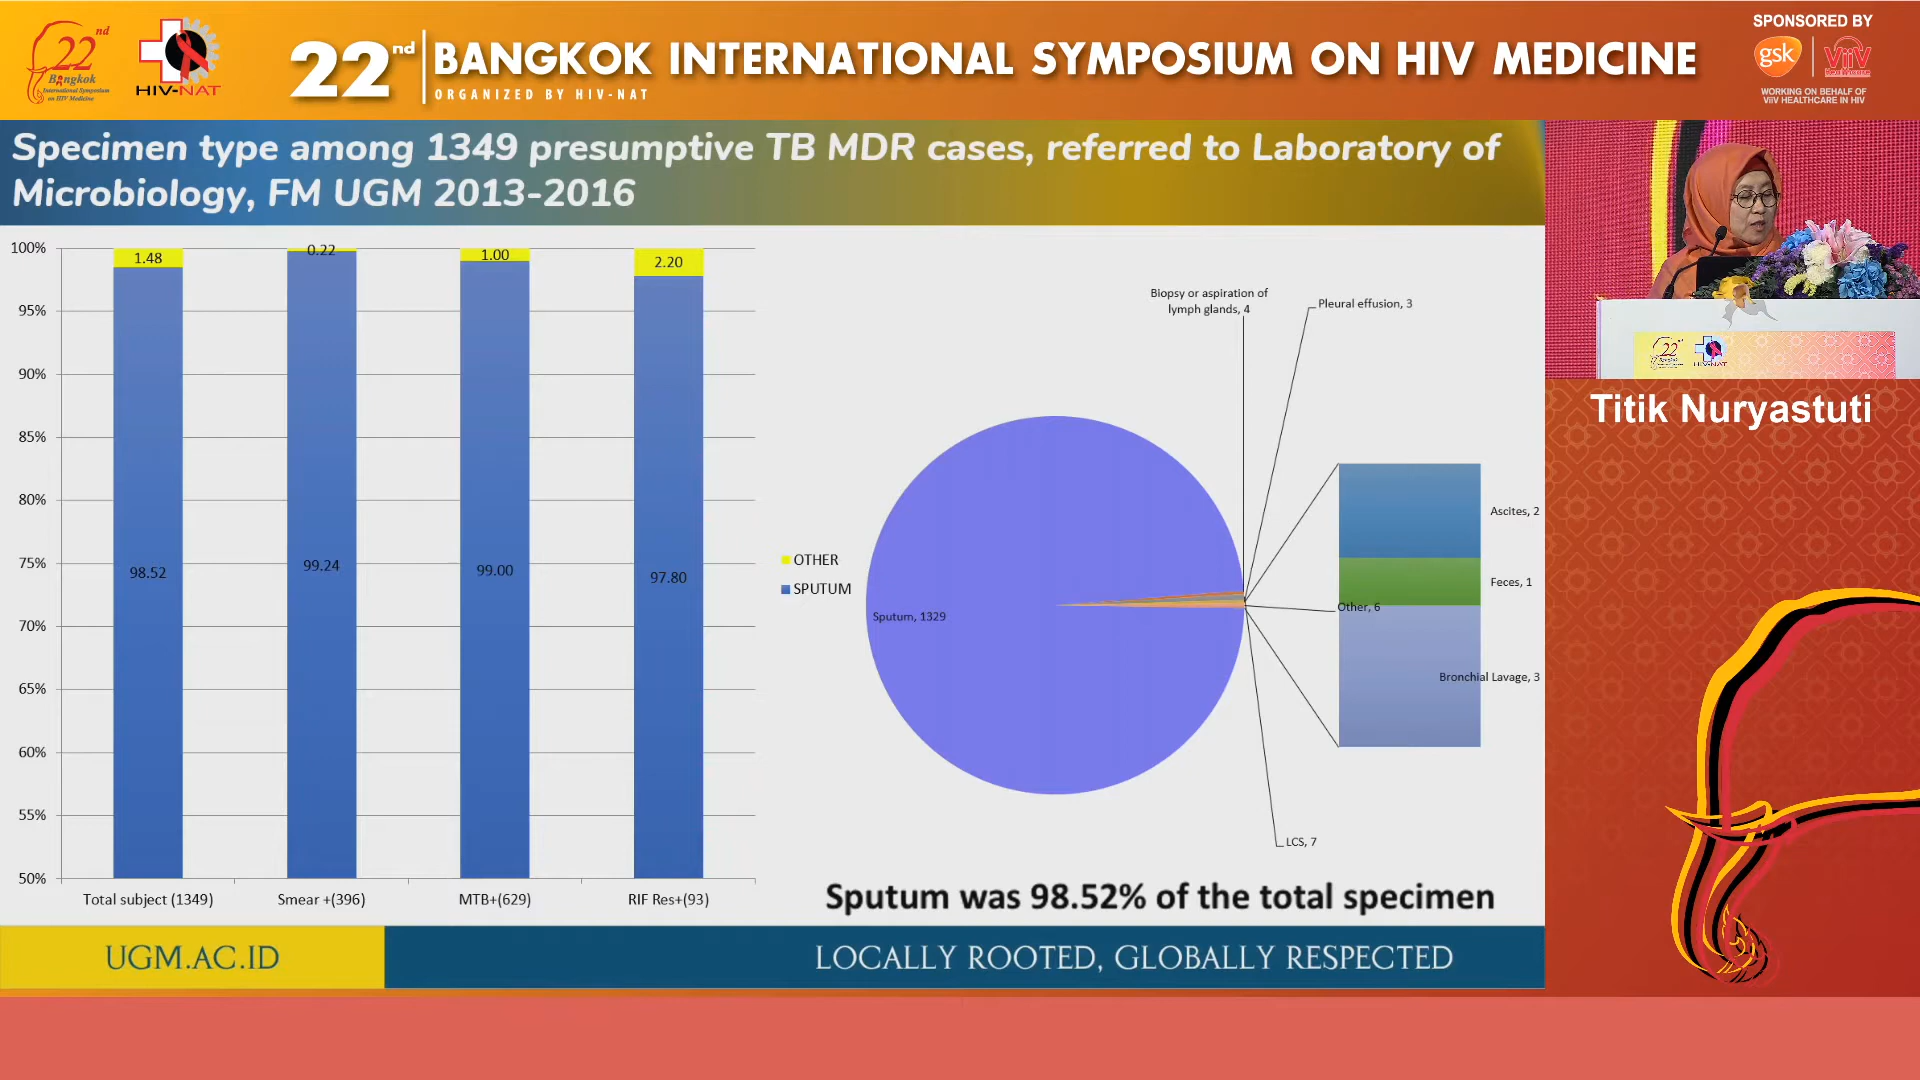 22nd
Bangkok
International Symposium
on HIV Medicine
HIV-NAT
22nd BANGKOK INTERNATIONAL SYMPOSIUM ON HIV MEDICINE
ORGANIZED BY HIV-NAT
SPONSORED BY
gsk
ViiV
WORKING ON BEHALF OF
ViiV HEALTHCARE IN HIV
Specimen type among 1349 presumptive TB MDR cases, referred to Laboratory of
Microbiology, FM UGM 2013-2016
100%
95%
90%
85%
80%
75%
70%
65%
60%
55%
50%
1.48
0.22
1.00
2.20
98.52
99.24
99.00
97.80
Total subject (1349)
Smear +(396)
MTB+(629)
RIF Res+(93)
OTHER
SPUTUM
Biopsy or aspiration of
lymph glands, 4
Pleural effusion, 3
Ascites, 2
Feces, 1
Other, 6
Sputum, 1329
Bronchial Lavage, 3
LCS, 7
Sputum was 98.52% of the total specimen
UGM.AC.ID
LOCALLY ROOTED, GLOBALLY RESPECTED
22nd
HIV-NAT
Titik Nuryastuti